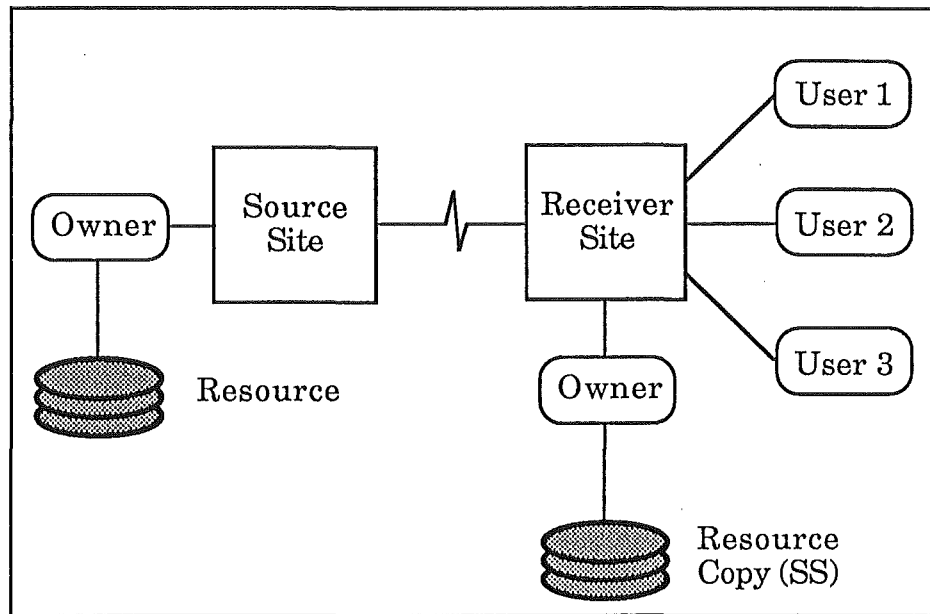 User 1
Source
Site
Receiver
Site
Owner
User 2
Resource
Owner
User 3
Resource
Copy (SS)